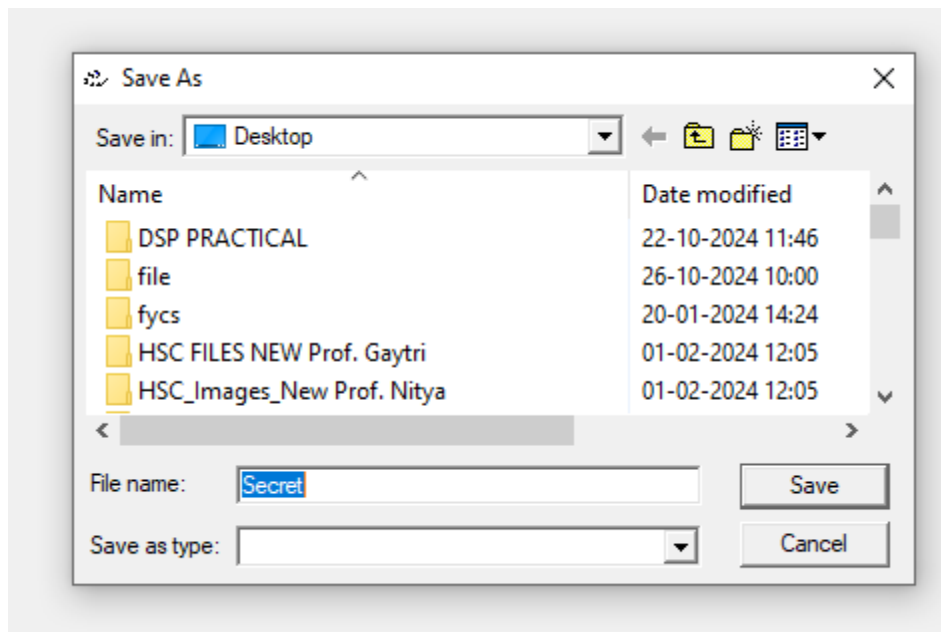 Save As
Save in: Desktop
Name Date modified
DSP PRACTICAL 22-10-2024 11:46
file 26-10-2024 10:00
fycs 20-01-2024 14:24
HSC FILES NEW Prof. Gaytri 01-02-2024 12:05
HSC_Images_New Prof. Nitya 01-02-2024 12:05
File name: Secret Save
Save as type: Cancel